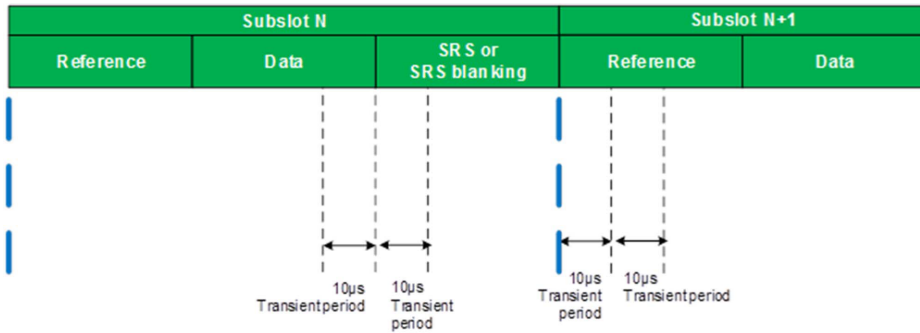 Subslot N
Subslot N+1
Reference
Data
SRS or
SRS blanking
Reference
Data
10μs
Transient period
10μs
Transient
period
10μs
Transient
period
10μs
Transient period